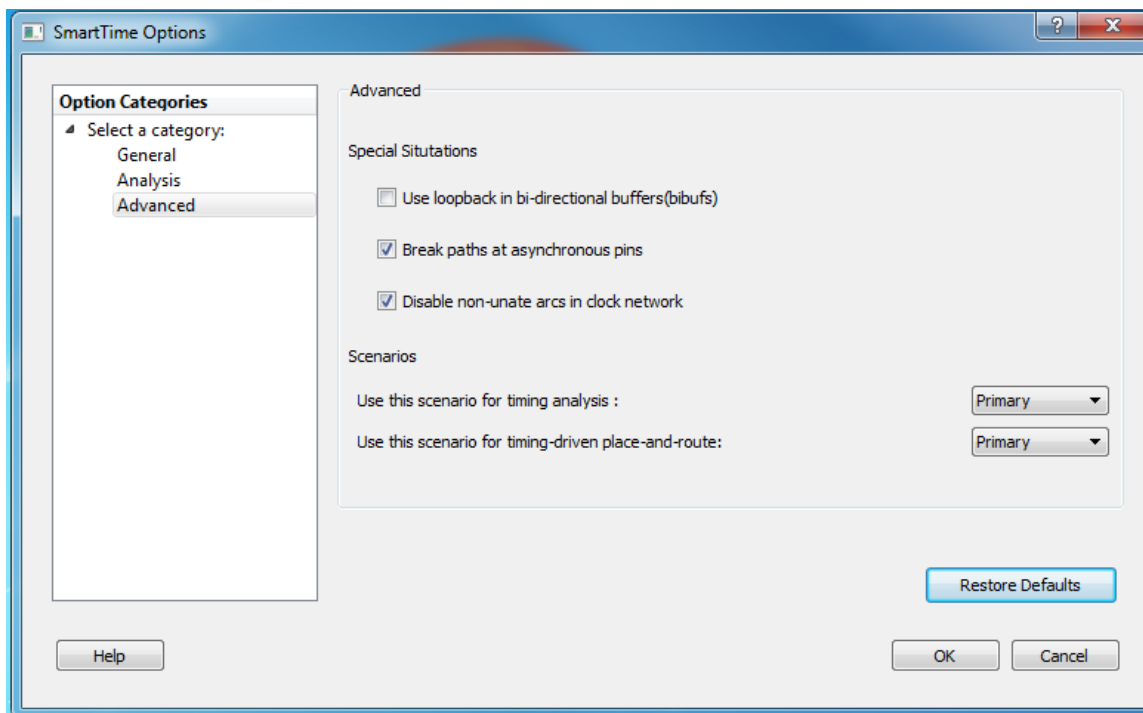 SmartTime Options
Option Categories
Select a category:
General
Analysis
Advanced
Advanced
Special Situtations
Use loopback in bi-directional buffers(bibufs)
Break paths at asynchronous pins
Disable non-unate arcs in clock network
Scenarios
Use this scenario for timing analysis : Primary
Use this scenario for timing-driven place-and-route: Primary
Restore Defaults
Help OK Cancel